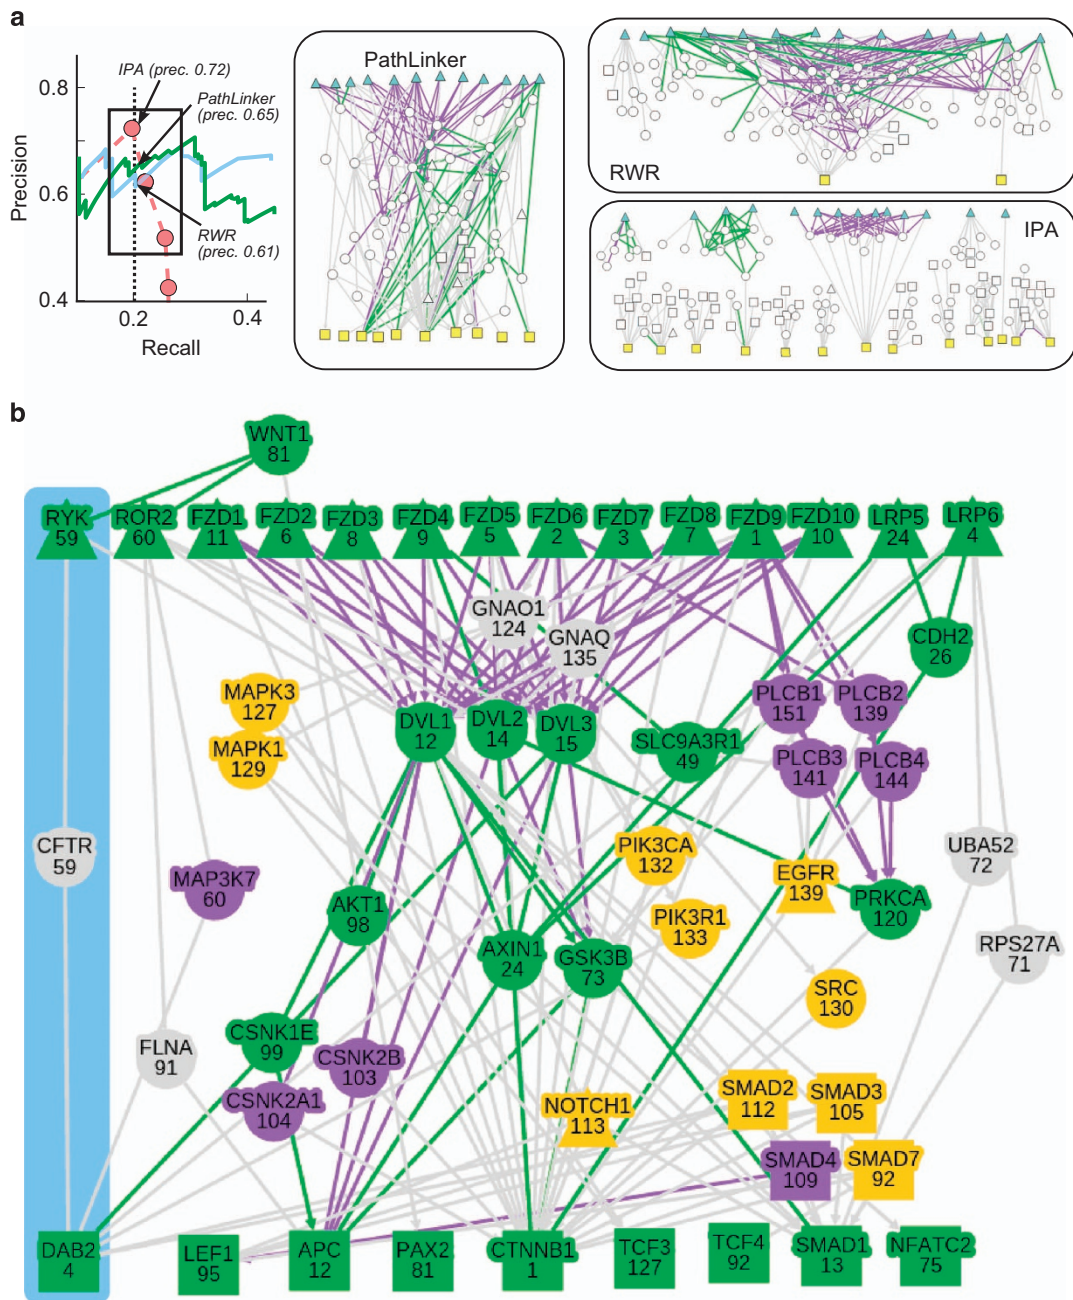 a
0.8
0.6
0.4
Precision
0.2
0.4
Recall
IPA (prec. 0.72)
PathLinker
(prec. 0.65)
RWR
(prec. 0.61)
PathLinker
RWR
IPA
b
WNT1
81
RYK
59
ROR2
60
FZD1
11
FZD2
6
FZD3
8
FZD4
9
FZD5
5
FZD6
2
FZD7
3
FZD8
7
FZD9
1
FZD10
10
LRP5
24
LRP6
4
GNAO1
124
GNAQ
135
CDH2
26
MAPK3
127
MAPK1
129
DVL1
12
DVL2
14
DVL3
15
SLC9A3R1
49
PLCB1
151
PLCB2
139
PLCB3
141
PLCB4
144
CFTR
59
MAP3K7
60
AKT1
98
PIK3CA
132
PIK3R1
133
EGFR
139
PRKCA
120
UBA52
72
RPS27A
71
AXIN1
24
GSK3B
73
SRC
130
FLNA
91
CSNK1E
99
CSNK2B
103
CSNK2A1
104
NOTCH1
113
SMAD2
112
SMAD3
105
SMAD4
109
SMAD7
92
DAB2
4
LEF1
95
APC
12
PAX2
81
CTNNB1
1
TCF3
127
TCF4
92
SMAD1
13
NFATC2
75